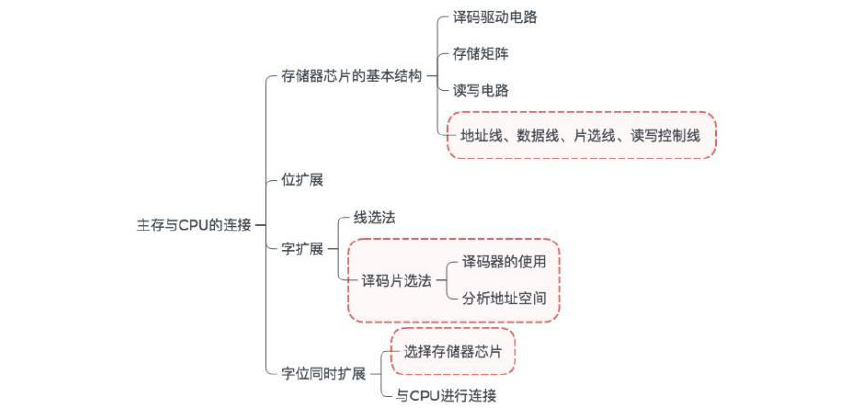 译码驱动电路
存储矩阵
存储器芯片的基本结构
读写电路
地址线、数据线、片选线、读写控制线
位扩展
主存与CPU的连接
线选法
字扩展
译码器的使用
译码片选法
分析地址空间
选择存储器芯片
字位同时扩展
与CPU进行连接